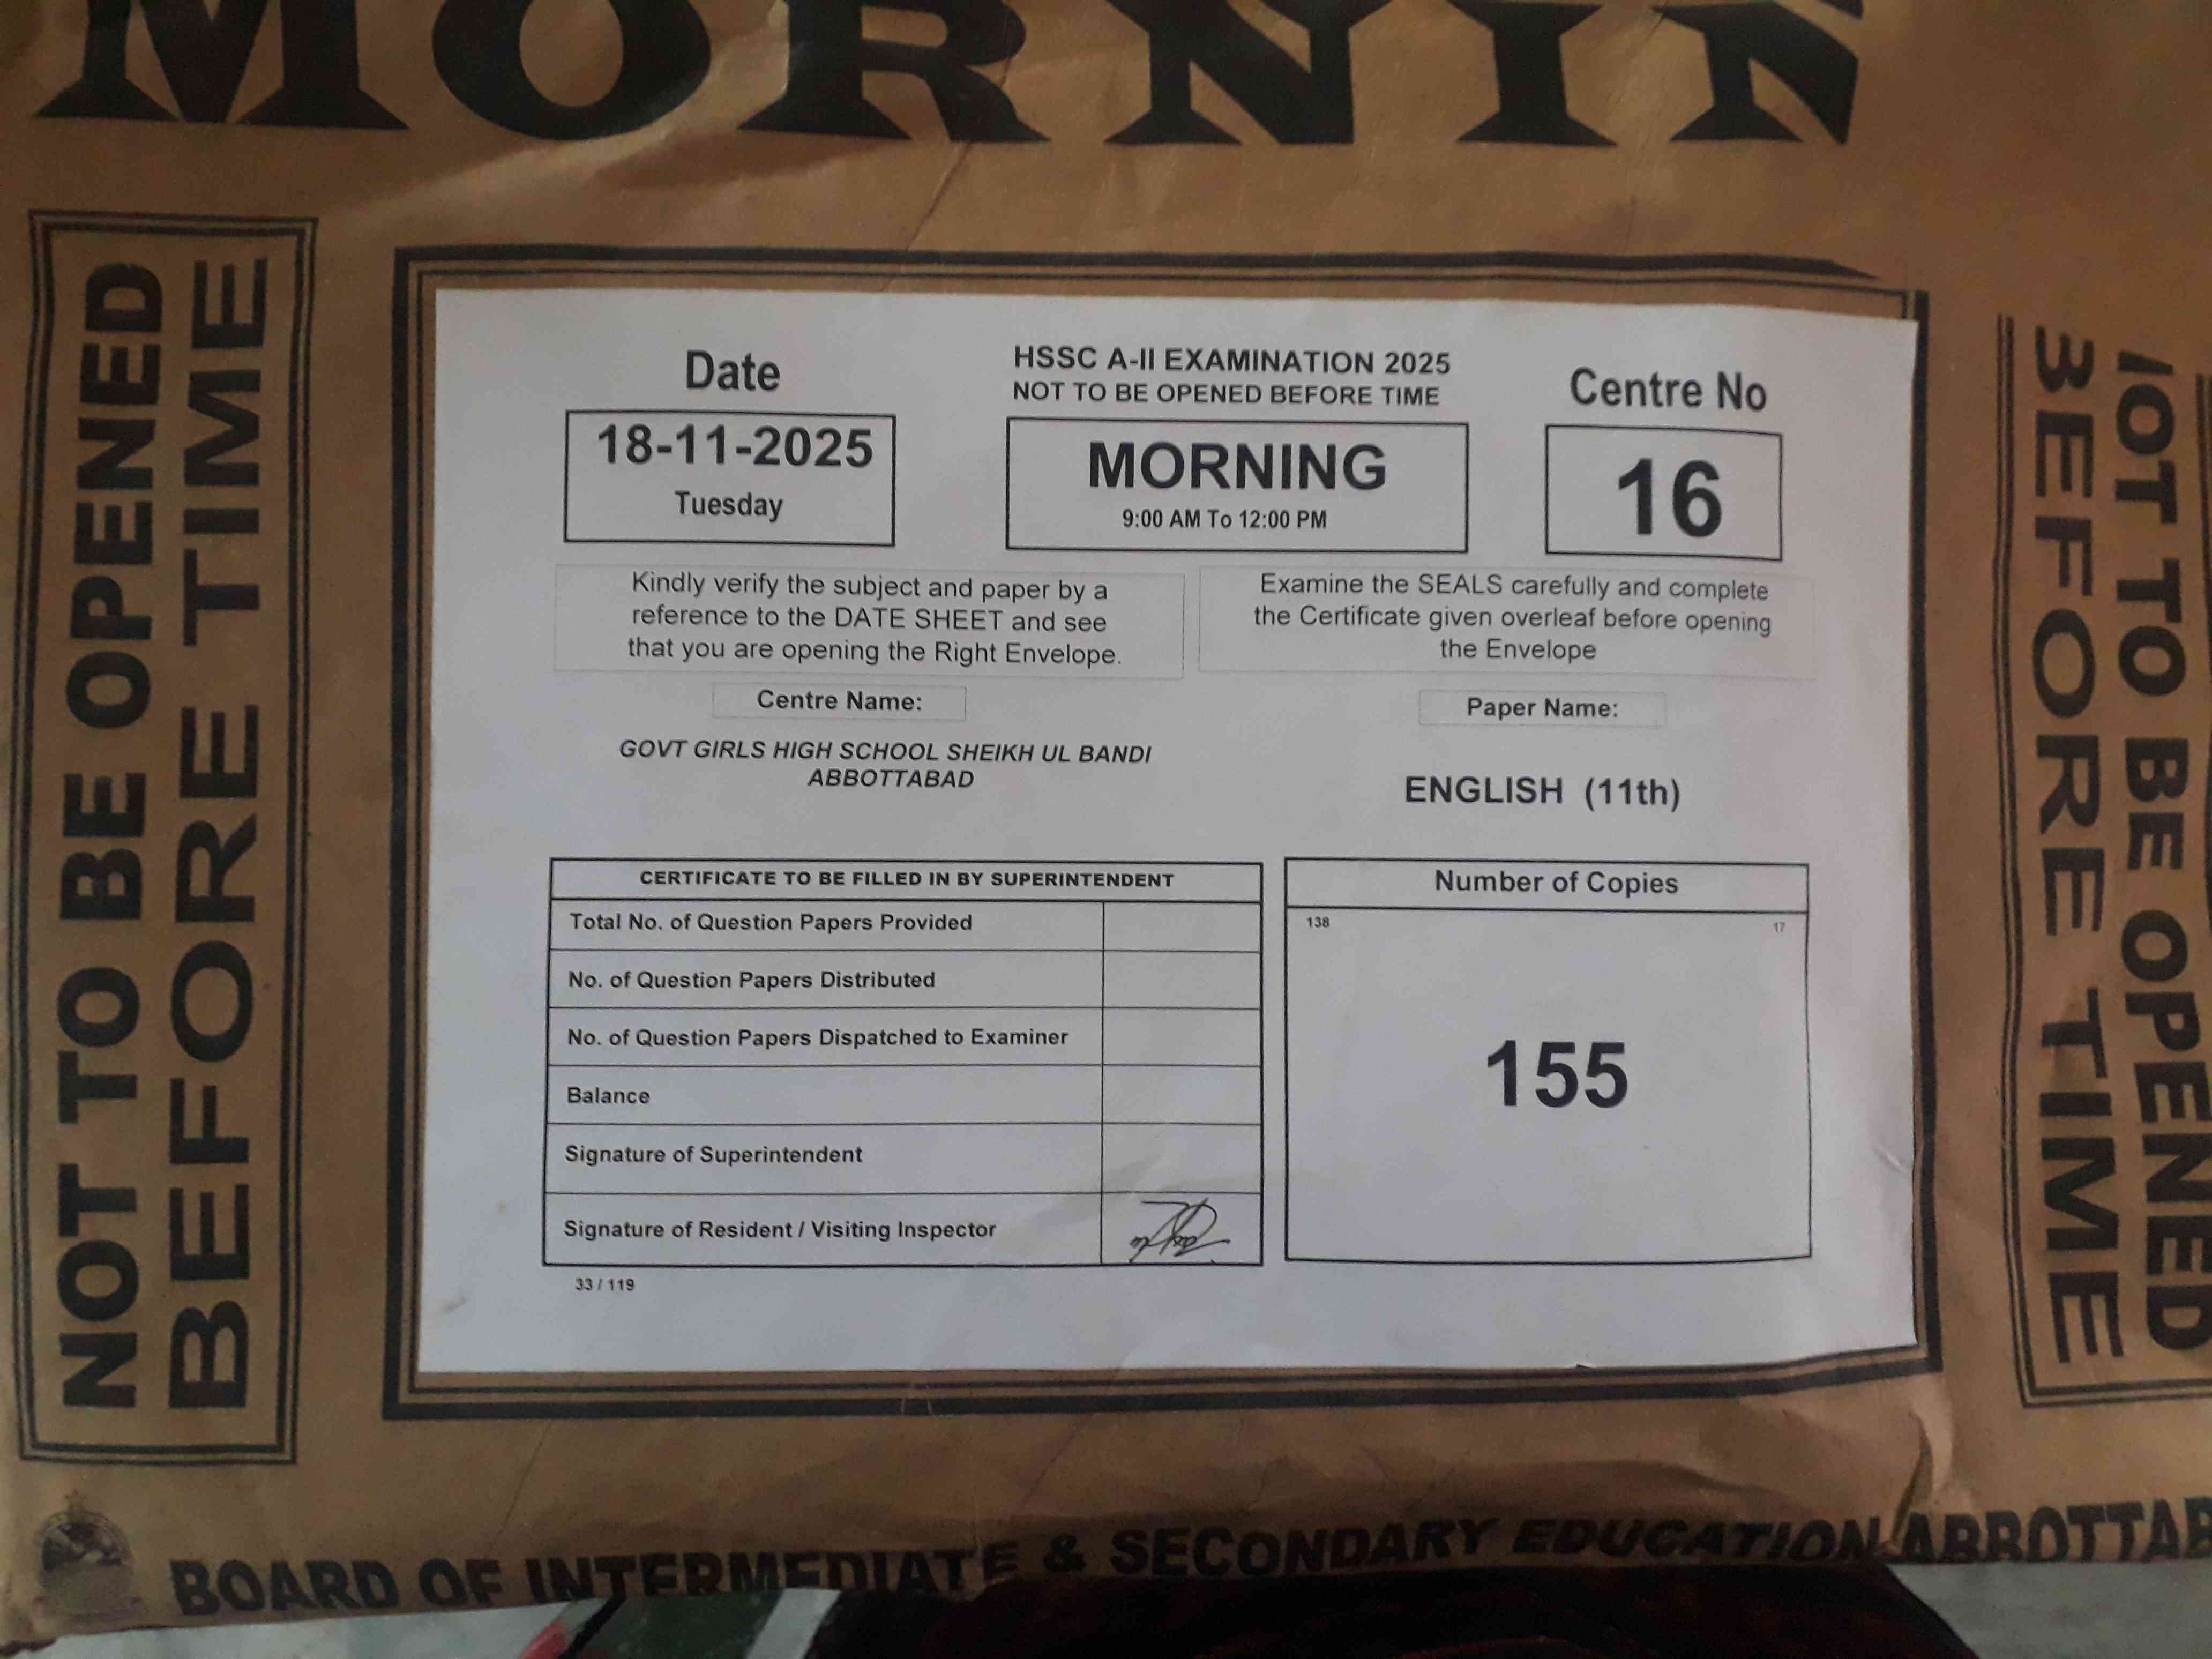 MORNIN
NOT TO BE OPENED
BEFORE TIME
Date
18-11-2025
Tuesday
HSSC A-II EXAMINATION 2025
NOT TO BE OPENED BEFORE TIME
MORNING
9:00 AM To 12:00 PM
Centre No
16
Kindly verify the subject and paper by a
reference to the DATE SHEET and see
that you are opening the Right Envelope.
Examine the SEALS carefully and complete
the Certificate given overleaf before opening
the Envelope
Centre Name:
GOVT GIRLS HIGH SCHOOL SHEIKH UL BANDI
ABBOTTABAD
Paper Name:
ENGLISH (11th)
CERTIFICATE TO BE FILLED IN BY SUPERINTENDENT
Total No. of Question Papers Provided
No. of Question Papers Distributed
No. of Question Papers Dispatched to Examiner
Balance
Signature of Superintendent
Signature of Resident / Visiting Inspector
33 / 119
Number of Copies
138 17
155
NOT TO BE OPENED
BEFORE TIME
BOARD OF INTERMEDIATE & SECONDARY EDUCATION ABBOTTAB